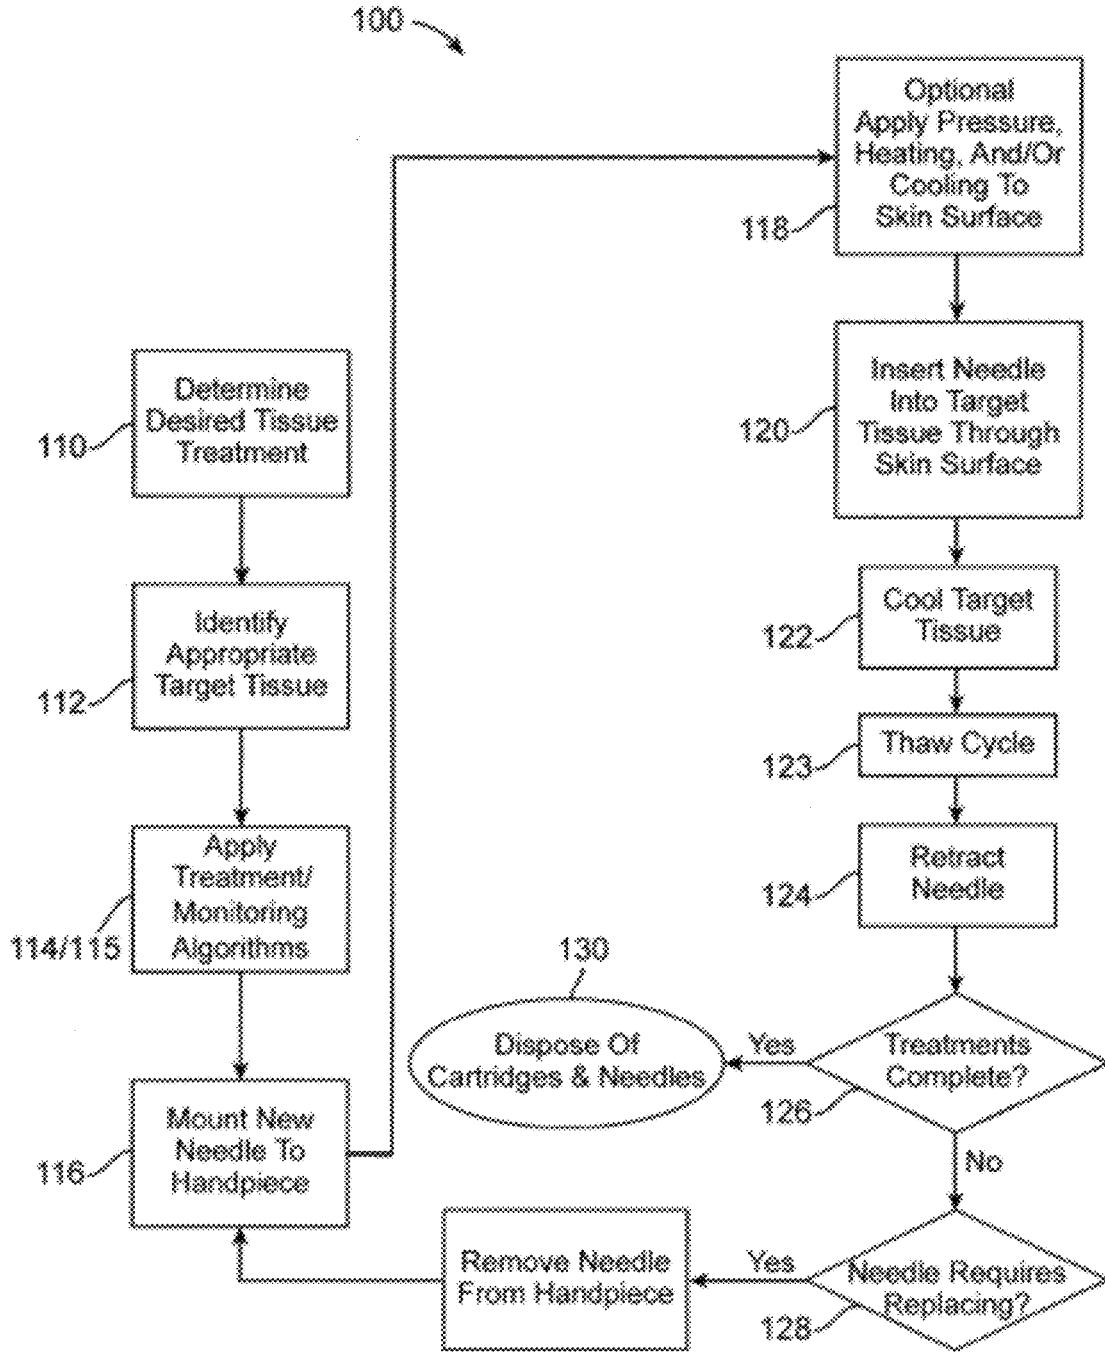 100
Optional
Apply Pressure,
Heating, And/Or
Cooling To
Skin Surface
118
Insert Needle
Into Target
Tissue Through
Skin Surface
120
Determine
Desired Tissue
Treatment
110
Identify
Appropriate
Target Tissue
112
Cool Target
Tissue
122
Thaw Cycle
123
Apply
Treatment/
Monitoring
Algorithms
114/115
Retract
Needle
124
130
Dispose Of
Cartridges & Needles
Yes
Treatments
Complete?
126
No
Mount New
Needle To
Handpiece
116
Remove Needle
From Handpiece
Yes
Needle Requires
Replacing?
128